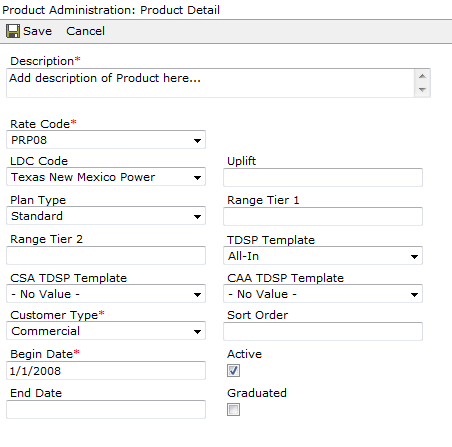 Product Administration: Product Detail
Save Cancel
Description*
Add description of Product here...
Rate Code*
PRP08
LDC Code Uplift
Texas New Mexico Power
Plan Type Range Tier 1
Standard
Range Tier 2 TDSP Template
All-In
CSA TDSP Template CAA TDSP Template
- No Value - - No Value -
Customer Type* Sort Order
Commercial
Begin Date* Active
1/1/2008
End Date Graduated